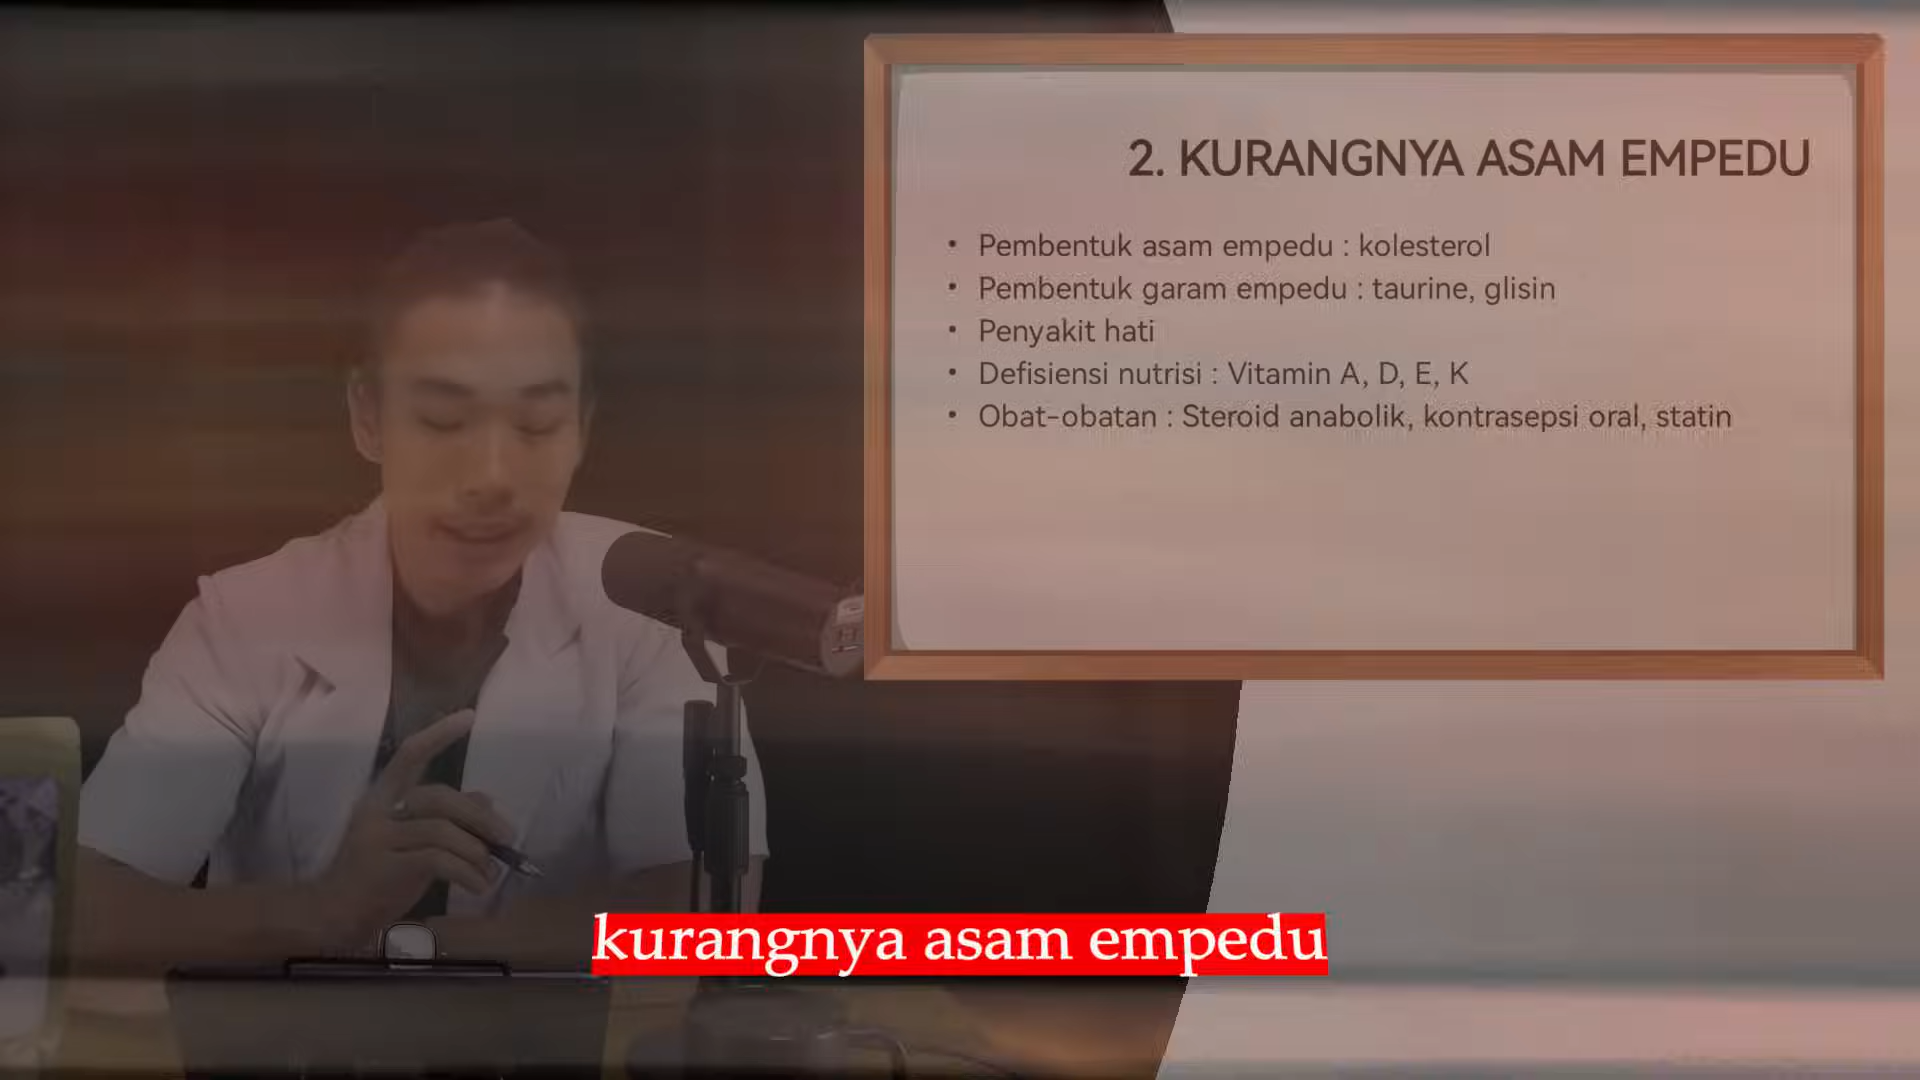 2. KURANGNYA ASAM EMPEDU
• Pembentuk asam empedu : kolesterol
• Pembentuk garam empedu : taurine, glisin
• Penyakit hati
• Defisiensi nutrisi : Vitamin A, D, E, K
• Obat-obatan : Steroid anabolik, kontrasepsi oral, statin
kurangnya asam empedu